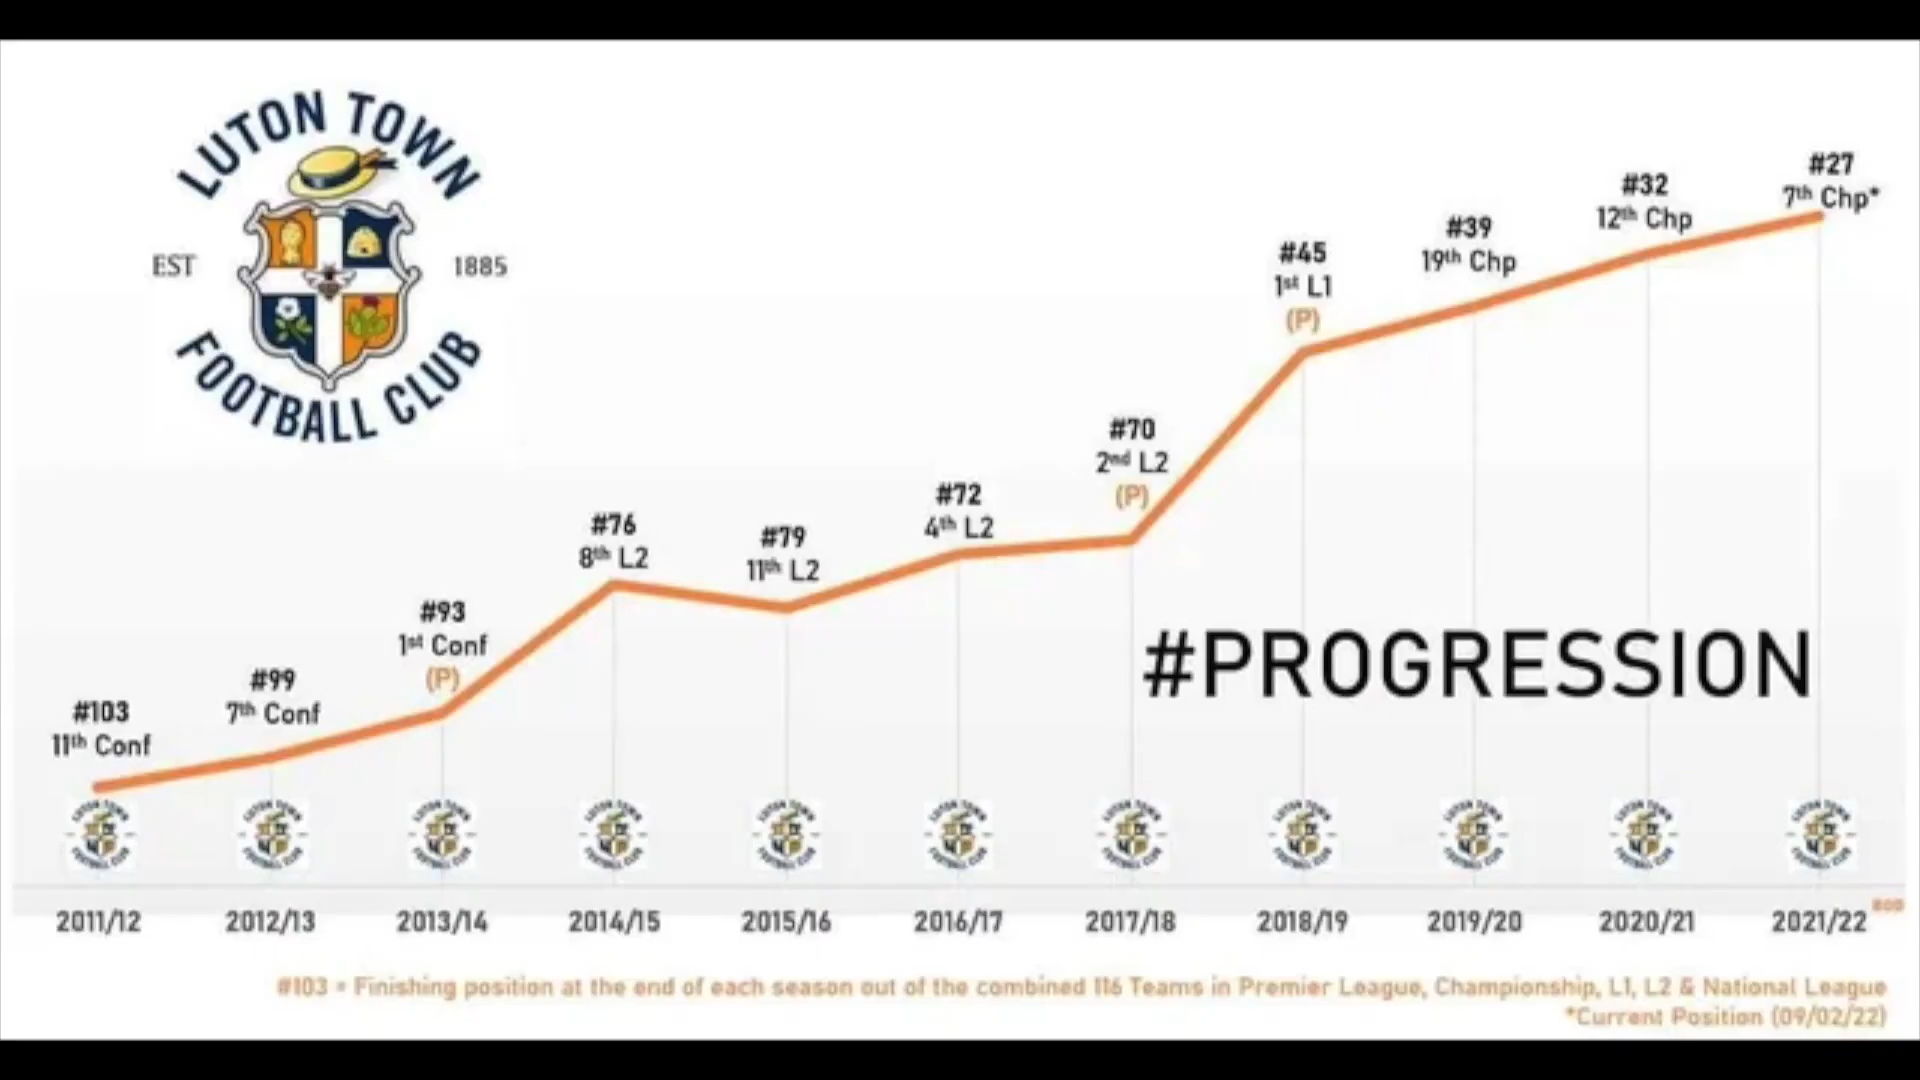 LUTON TOWN
EST 1885
FOOTBALL CLUB
#103
11th Conf
#99
7th Conf
#93
1st Conf
(P)
#76
8th L2
#79
11th L2
#72
4th L2
#70
2nd L2
(P)
#45
1st L1
(P)
#39
19th Chp
#32
12th Chp
#27
7th Chp*
#PROGRESSION
2011/12 2012/13 2013/14 2014/15 2015/16 2016/17 2017/18 2018/19 2019/20 2020/21 2021/22
#103 = Finishing position at the end of each season out of the combined 116 Teams in Premier League, Championship, L1, L2 & National League
*Current Position (09/02/22)